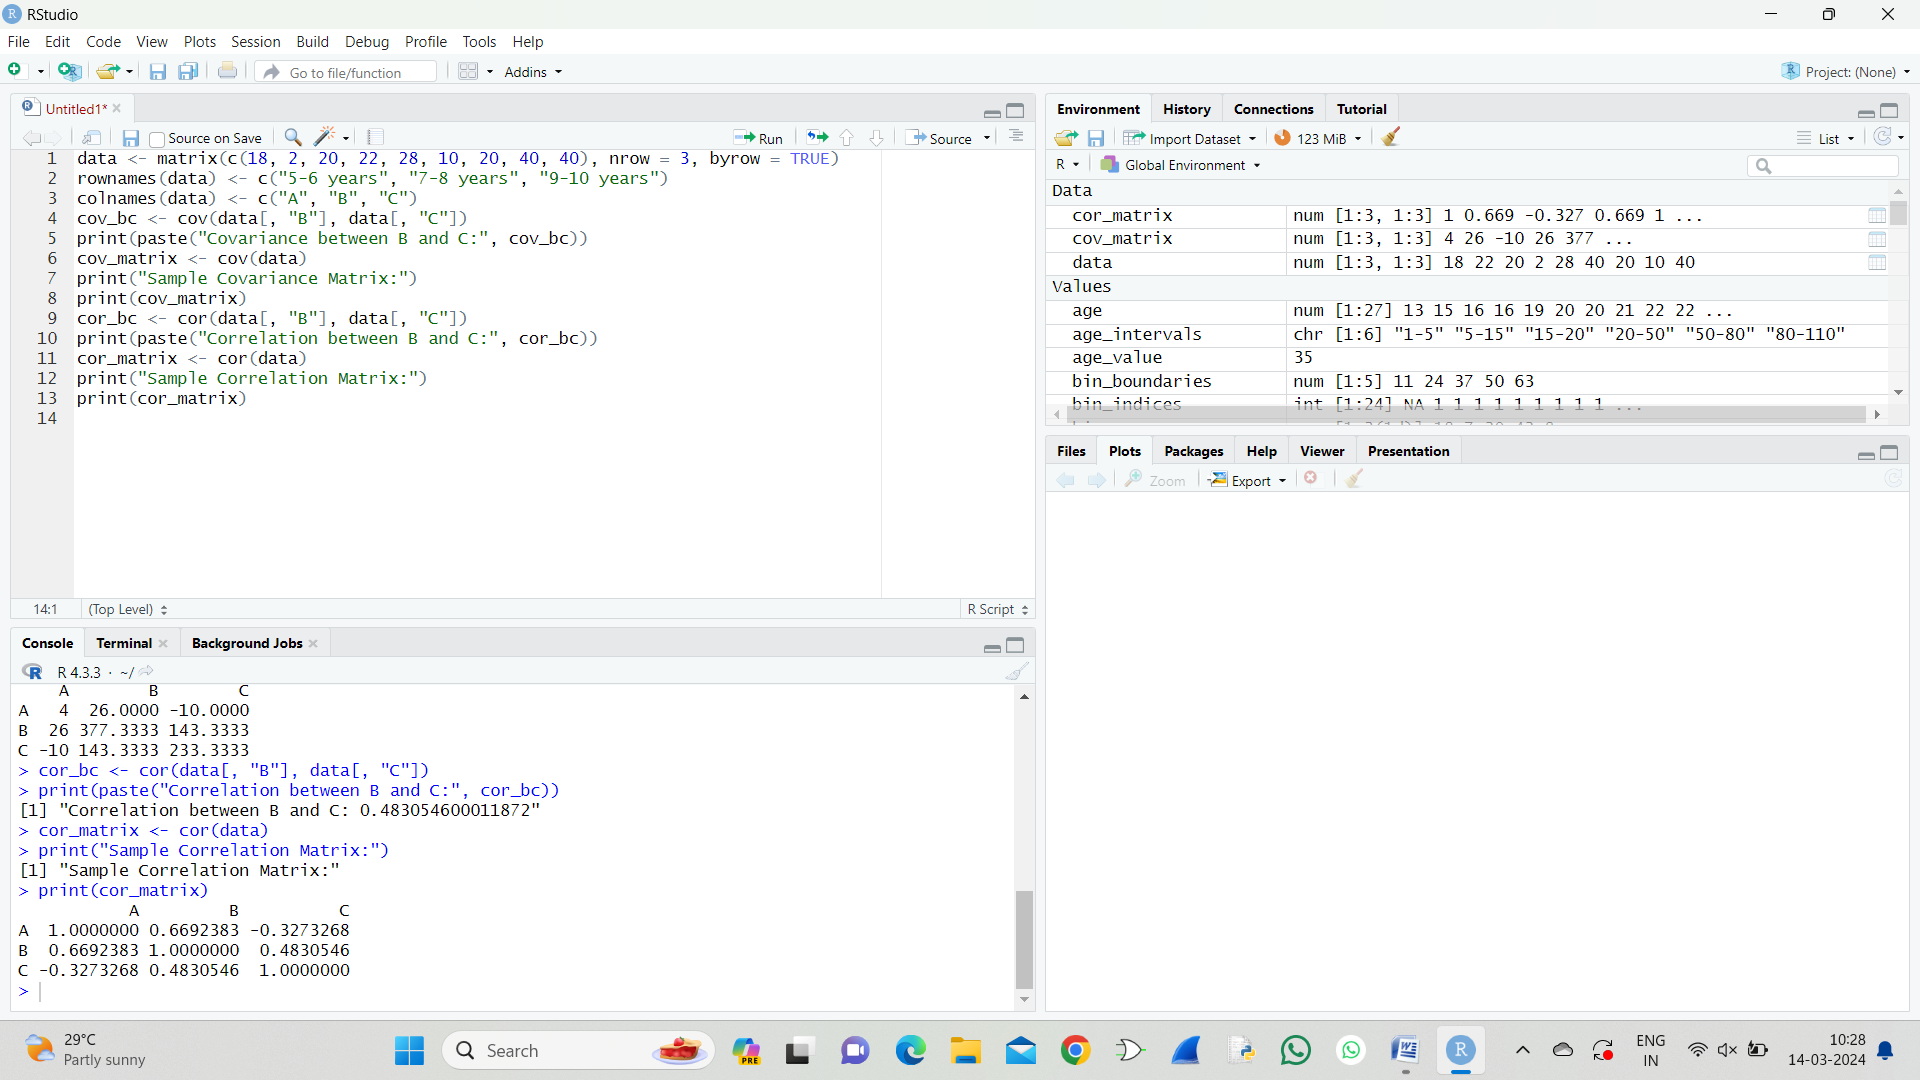 RStudio
File Edit Code View Plots Session Build Debug Profile Tools Help
Go to file/function Addins Project: (None)
Untitled1*
Source on Save Run Source
1 data <- matrix(c(18, 2, 20, 22, 28, 10, 20, 40, 40), nrow = 3, byrow = TRUE)
2 rownames(data) <- c("5-6 years", "7-8 years", "9-10 years")
3 colnames(data) <- c("A", "B", "C")
4 cov_bc <- cov(data[, "B"], data[, "C"])
5 print(paste("Covariance between B and C:", cov_bc))
6 cov_matrix <- cov(data)
7 print("Sample Covariance Matrix:")
8 print(cov_matrix)
9 cor_bc <- cor(data[, "B"], data[, "C"])
10 print(paste("Correlation between B and C:", cor_bc))
11 cor_matrix <- cor(data)
12 print("Sample Correlation Matrix:")
13 print(cor_matrix)
14
14:1 (Top Level) R Script
Console Terminal Background Jobs
R 4.3.3 · ~/
A B C
A 4 26.0000 -10.0000
B 26 377.3333 143.3333
C -10 143.3333 233.3333
> cor_bc <- cor(data[, "B"], data[, "C"])
> print(paste("Correlation between B and C:", cor_bc))
[1] "Correlation between B and C: 0.483054600011872"
> cor_matrix <- cor(data)
> print("Sample Correlation Matrix:")
[1] "Sample Correlation Matrix:"
> print(cor_matrix)
A B C
A 1.0000000 0.6692383 -0.3273268
B 0.6692383 1.0000000 0.4830546
C -0.3273268 0.4830546 1.0000000
>
Environment History Connections Tutorial
Import Dataset 123 MiB List
R Global Environment
Data
cor_matrix num [1:3, 1:3] 1 0.669 -0.327 0.669 1 ...
cov_matrix num [1:3, 1:3] 4 26 -10 26 377 ...
data num [1:3, 1:3] 18 22 20 2 28 40 20 10 40
Values
age num [1:27] 13 15 16 16 19 20 20 21 22 22 ...
age_intervals chr [1:6] "1-5" "5-15" "15-20" "20-50" "50-80" "80-110"
age_value 35
bin_boundaries num [1:5] 11 24 37 50 63
bin_indices int [1:24] NA 1 1 1 1 1 1 1 1 1 ...
Files Plots Packages Help Viewer Presentation
Zoom Export
29°C
Partly sunny
Search
PRE
ENG
IN
10:28
14-03-2024